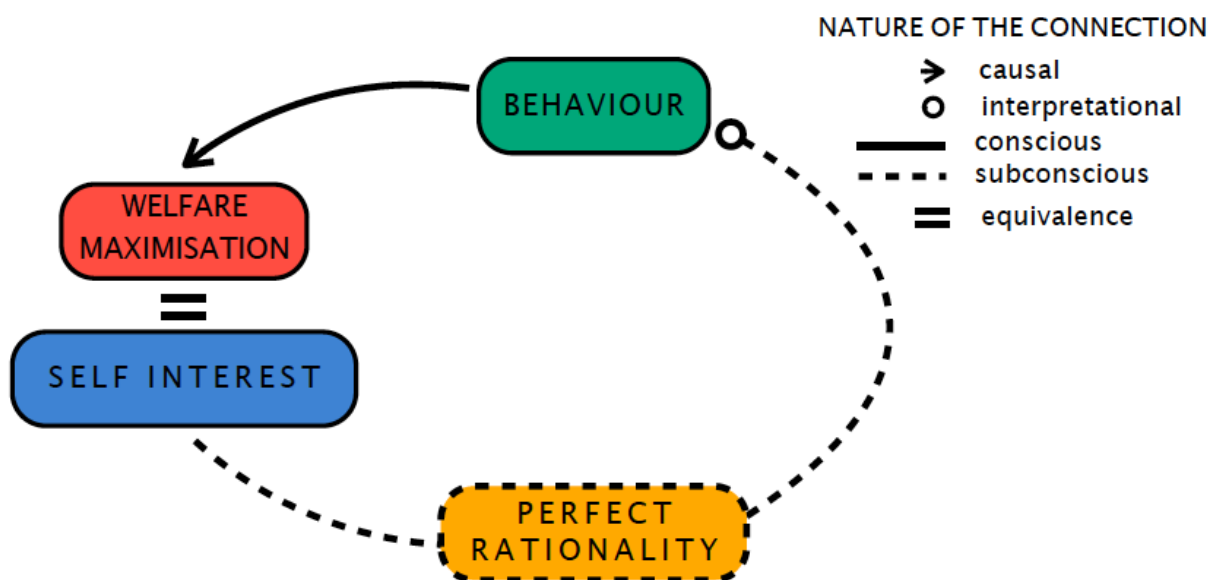 NATURE OF THE CONNECTION
causal
interpretational
conscious
subconscious
equivalence
BEHAVIOUR
WELFARE
MAXIMISATION
SELF INTEREST
PERFECT
RATIONALITY